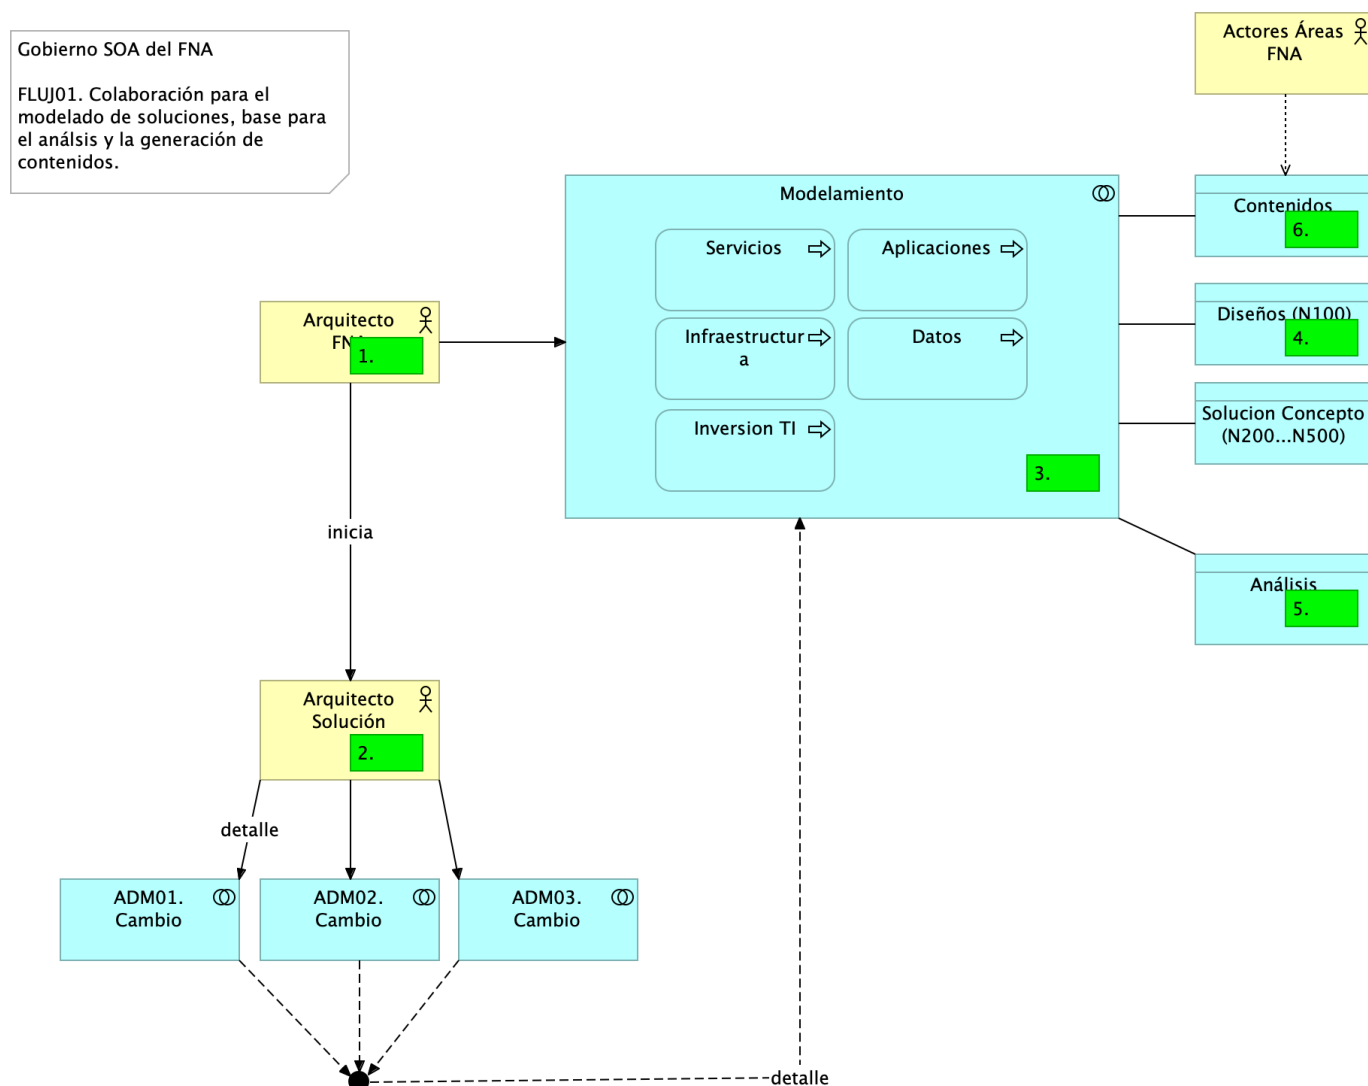 Gobierno SOA del FNA
FLUJ01. Colaboración para el
modelado de soluciones, base para
el análsis y la generación de
contenidos.
Actores Áreas
FNA
Modelamiento
Servicios
Aplicaciones
Infraestructur
a
Datos
Inversion TI
3.
Contenidos
6.
Diseños (N100)
4.
Solucion Concepto
(N200...N500)
Análisis
5.
Arquitecto
FNA
1.
inicia
Arquitecto
Solución
2.
detalle
ADM01.
Cambio
ADM02.
Cambio
ADM03.
Cambio
detalle